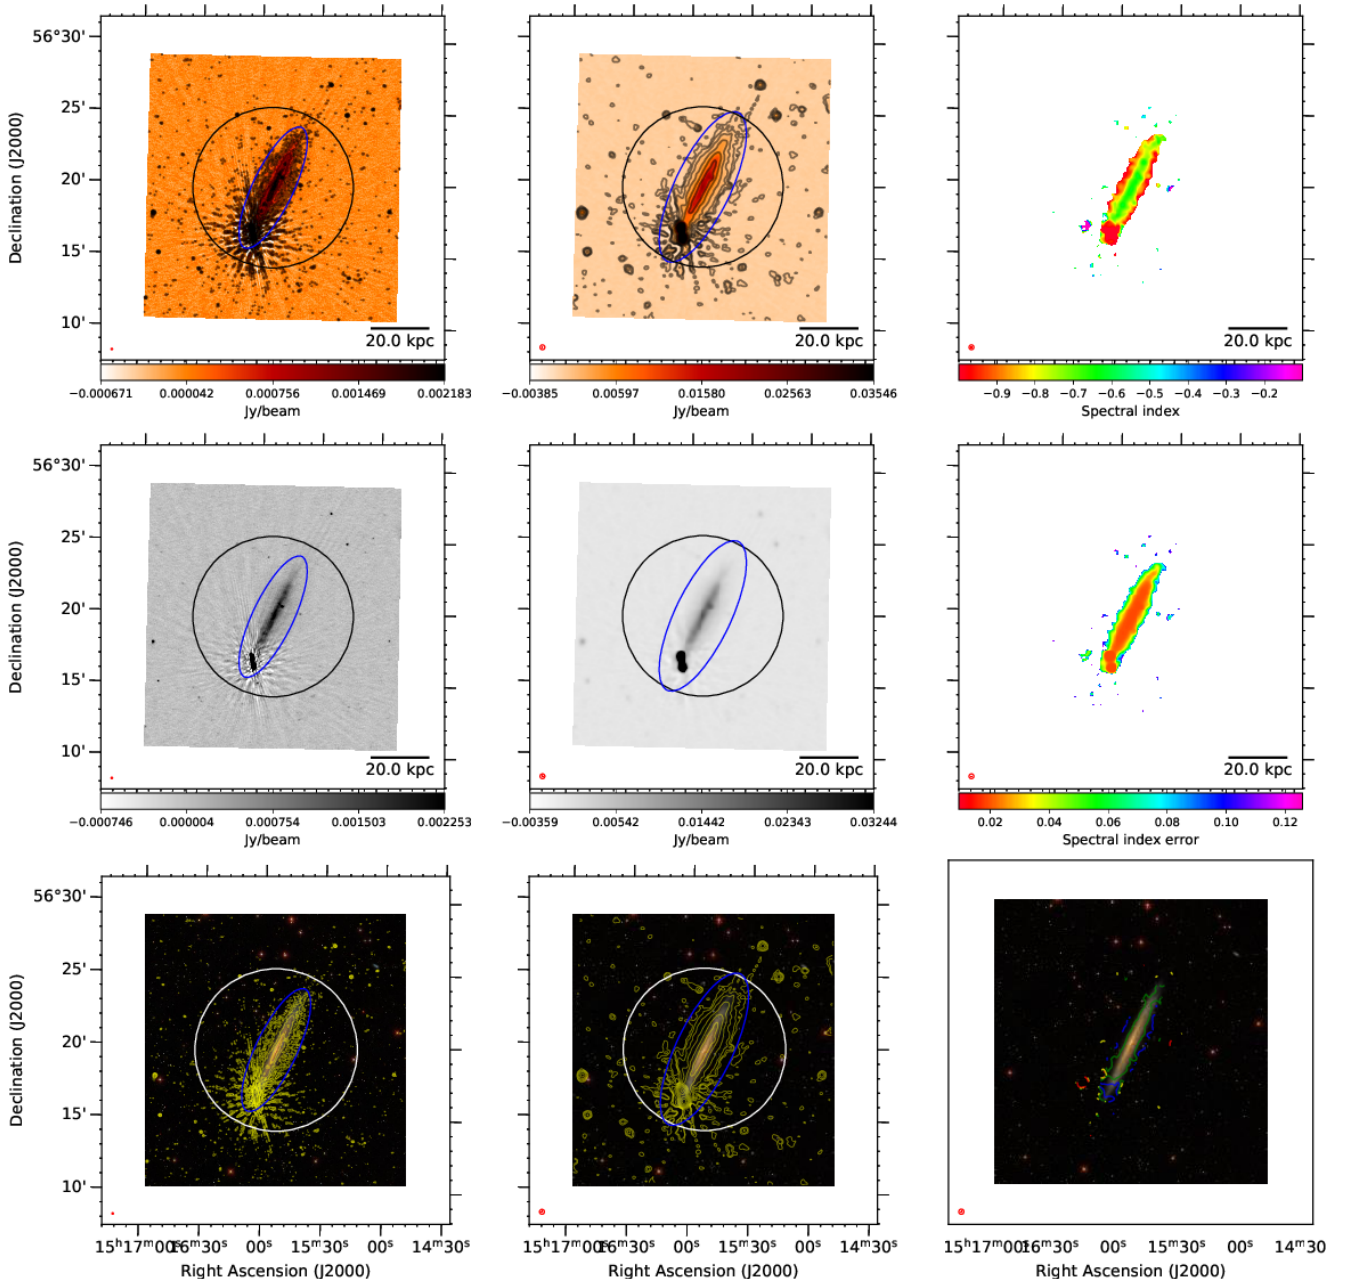 56°30'
25'
20'
15'
10'
Declination (J2000)
20.0 kpc
20.0 kpc
20.0 kpc
−0.000671 0.000042 0.000756 0.001469 0.002183
Jy/beam
−0.00385 0.00597 0.01580 0.02563 0.03546
Jy/beam
−0.9 −0.8 −0.7 −0.6 −0.5 −0.4 −0.3 −0.2
Spectral index
56°30'
25'
20'
15'
10'
Declination (J2000)
20.0 kpc
20.0 kpc
20.0 kpc
−0.000746 0.000004 0.000754 0.001503 0.002253
Jy/beam
−0.00359 0.00542 0.01442 0.02343 0.03244
Jy/beam
0.02 0.04 0.06 0.08 0.10 0.12
Spectral index error
56°30'
25'
20'
15'
10'
Declination (J2000)
15ʰ17ᵐ00ˢ 16ᵐ30ˢ 00ˢ 15ᵐ30ˢ 00ˢ 14ᵐ30ˢ
Right Ascension (J2000)
15ʰ17ᵐ00ˢ 16ᵐ30ˢ 00ˢ 15ᵐ30ˢ 00ˢ 14ᵐ30ˢ
Right Ascension (J2000)
15ʰ17ᵐ00ˢ 16ᵐ30ˢ 00ˢ 15ᵐ30ˢ 00ˢ 14ᵐ30
Right Ascension (J2000)